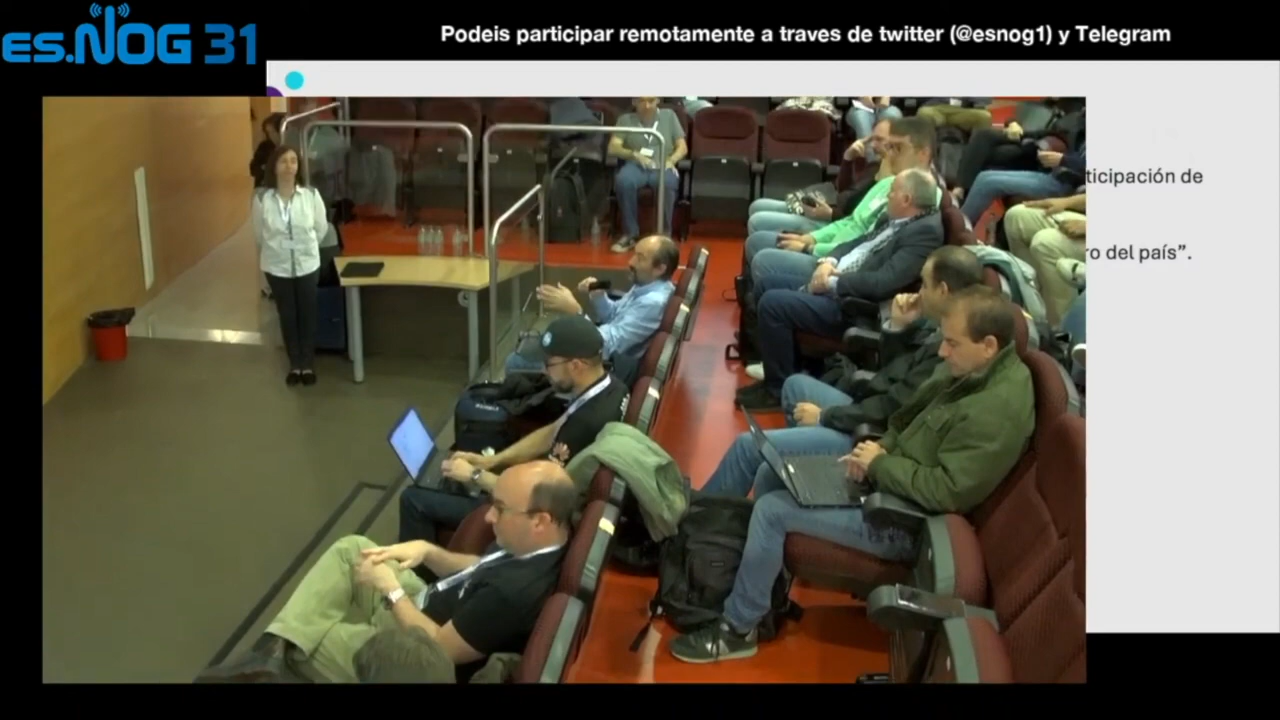 es.NOG 31
Podeis participar remotamente a traves de twitter (@esnog1) y Telegram
ticipación de
ro del país”.